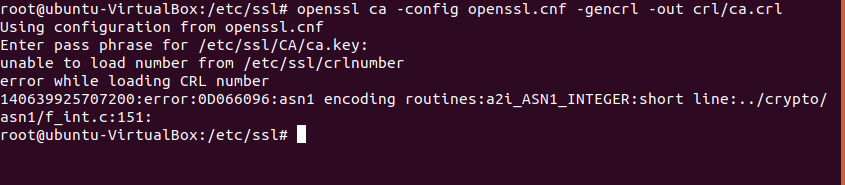 root@ubuntu-VirtualBox:/etc/ssl# openssl ca -config openssl.cnf -gencrl -out crl/ca.crl
Using configuration from openssl.cnf
Enter pass phrase for /etc/ssl/CA/ca.key:
unable to load number from /etc/ssl/crlnumber
error while loading CRL number
140639925707200:error:0D066096:asn1 encoding routines:a2i_ASN1_INTEGER:short line:../crypto/
asn1/f_int.c:151:
root@ubuntu-VirtualBox:/etc/ssl#